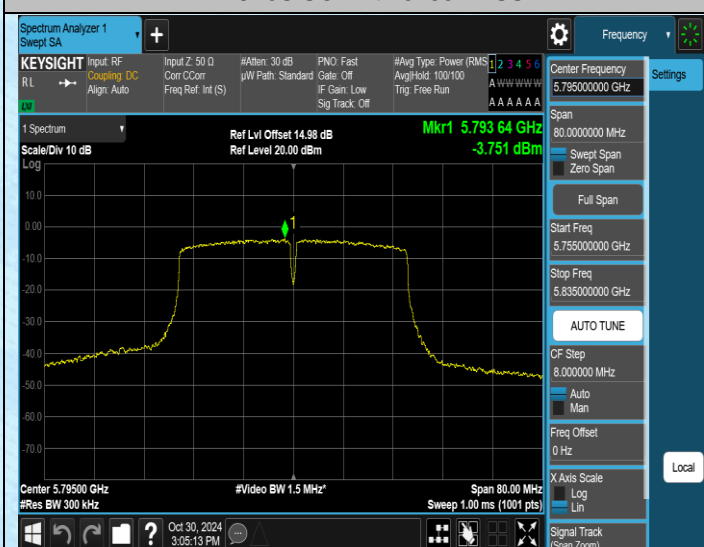 Spectrum Analyzer 1
Swept SA
Frequency
KEYSIGHT
RL
Input: RF
Coupling: DC
Align: Auto
Input Z: 50 Ω
Corr CCorr
Freq Ref: Int (S)
#Atten: 30 dB
µW Path: Standard
PNO: Fast
Gate: Off
IF Gain: Low
Sig Track: Off
#Avg Type: Power (RMS
Avg|Hold: 100/100
Trig: Free Run
1 2 3 4 5 6
A W W W W W
A A A A A A
1 Spectrum
Scale/Div 10 dB
Log
Ref Lvl Offset 14.98 dB
Ref Level 20.00 dBm
Mkr1 5.793 64 GHz
-3.751 dBm
1
10.0
0.00
-10.0
-20.0
-30.0
-40.0
-50.0
-60.0
-70.0
Center 5.79500 GHz
#Res BW 300 kHz
#Video BW 1.5 MHz*
Span 80.00 MHz
Sweep 1.00 ms (1001 pts)
Oct 30, 2024
3:05:13 PM
Center Frequency
5.795000000 GHz
Settings
Span
80.0000000 MHz
Swept Span
Zero Span
Full Span
Start Freq
5.755000000 GHz
Stop Freq
5.835000000 GHz
AUTO TUNE
CF Step
8.000000 MHz
Auto
Man
Freq Offset
0 Hz
X Axis Scale
Log
Lin
Local
Signal Track
(Span Zoom)